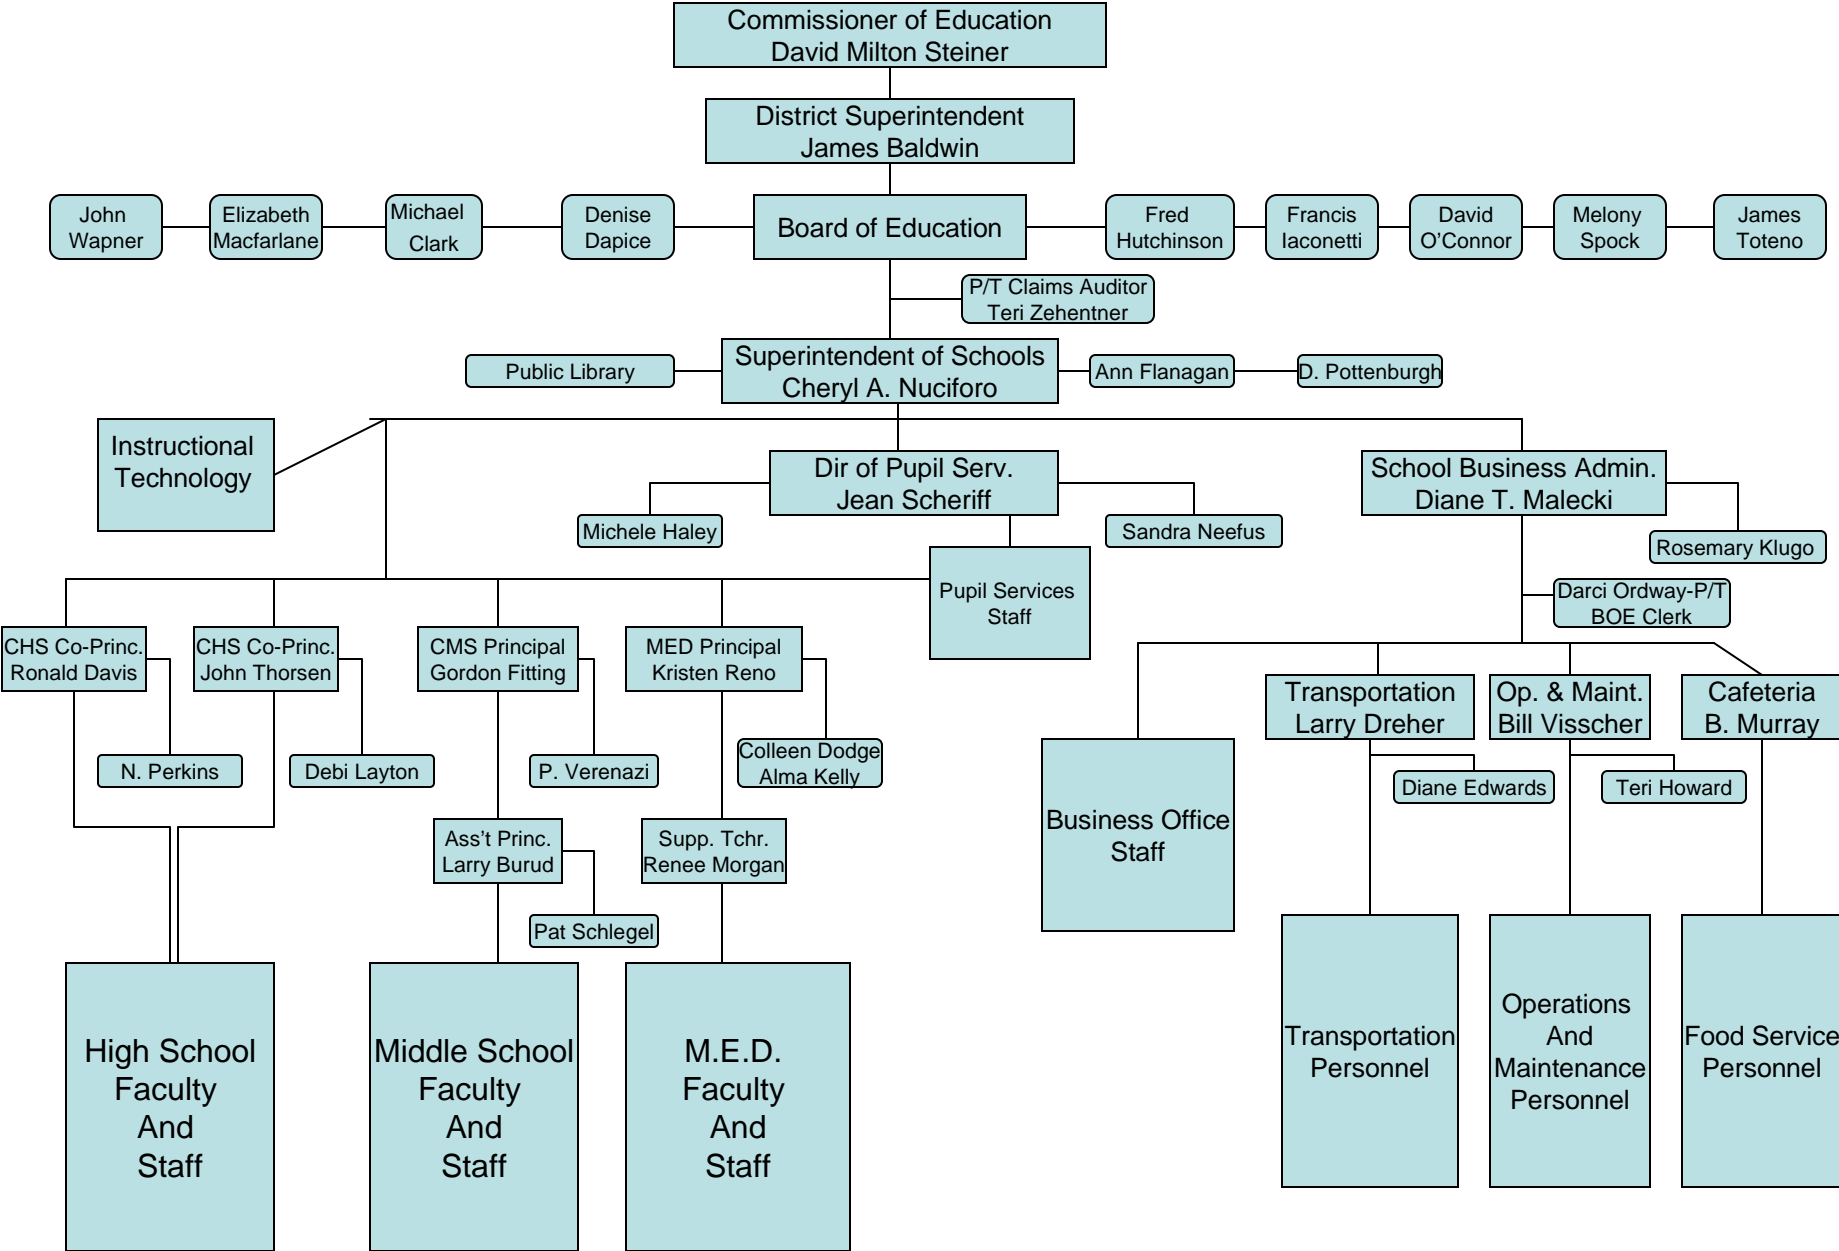 Commissioner of Education
David Milton Steiner
District Superintendent
James Baldwin
John
Wapner
Elizabeth
Macfarlane
Michael
Clark
Denise
Dapice
Board of Education
Fred
Hutchinson
Francis
Iaconetti
David
O'Connor
Melony
Spock
James
Toteno
P/T Claims Auditor
Teri Zehentner
Public Library
Superintendent of Schools
Cheryl A. Nuciforo
Ann Flanagan
D. Pottenburgh
Instructional
Technology
Dir of Pupil Serv.
Jean Scheriff
School Business Admin.
Diane T. Malecki
Michele Haley
Sandra Neefus
Rosemary Klugo
Pupil Services
Staff
Darci Ordway-P/T
BOE Clerk
CHS Co-Princ.
Ronald Davis
CHS Co-Princ.
John Thorsen
CMS Principal
Gordon Fitting
MED Principal
Kristen Reno
Transportation
Larry Dreher
Op. & Maint.
Bill Visscher
Cafeteria
B. Murray
N. Perkins
Debi Layton
P. Verenazi
Colleen Dodge
Alma Kelly
Diane Edwards
Teri Howard
Business Office
Staff
Ass't Princ.
Larry Burud
Supp. Tchr.
Renee Morgan
Pat Schlegel
High School
Faculty
And
Staff
Middle School
Faculty
And
Staff
M.E.D.
Faculty
And
Staff
Transportation
Personnel
Operations
And
Maintenance
Personnel
Food Service
Personnel